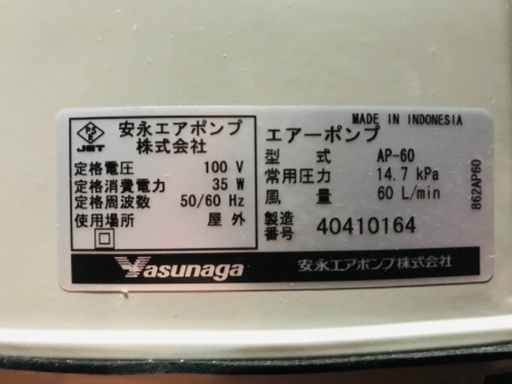 PSE
JET
安永エアポンプ
株式会社
定格電圧 100 V
定格消費電力 35 W
定格周波数 50/60 Hz
使用場所 屋 外
MADE IN INDONESIA
エアーポンプ
型 式 AP-60
常用圧力 14.7 kPa
風 量 60 L/min
製造
番号 40410164
862AP60
Yasunaga 安永エアポンプ株式会社